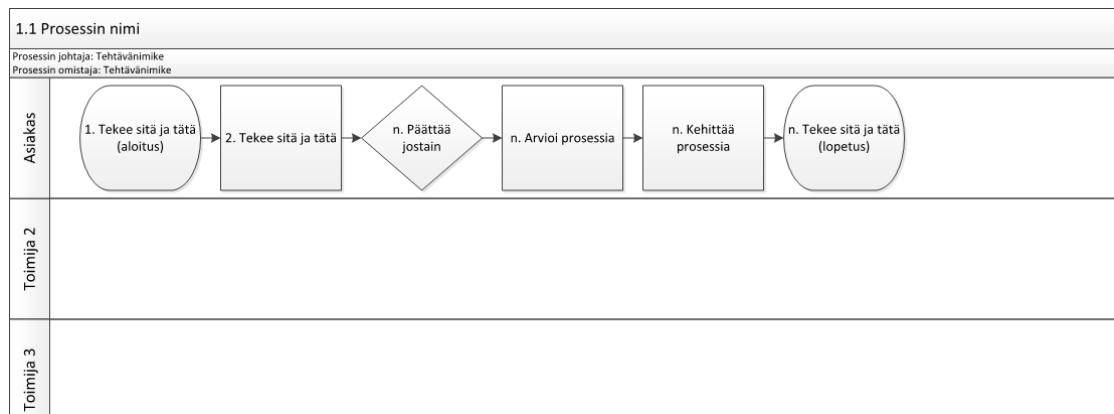 1.1 Prosessin nimi
Prosessin johtaja: Tehtävänimike
Prosessin omistaja: Tehtävänimike
Asiakas
1. Tekee sitä ja tätä
(aloitus)
2. Tekee sitä ja tätä
n. Päättää
jostain
n. Arvioi prosessia
n. Kehittää
prosessia
n. Tekee sitä ja tätä
(lopetus)
Toimija 2
Toimija 3